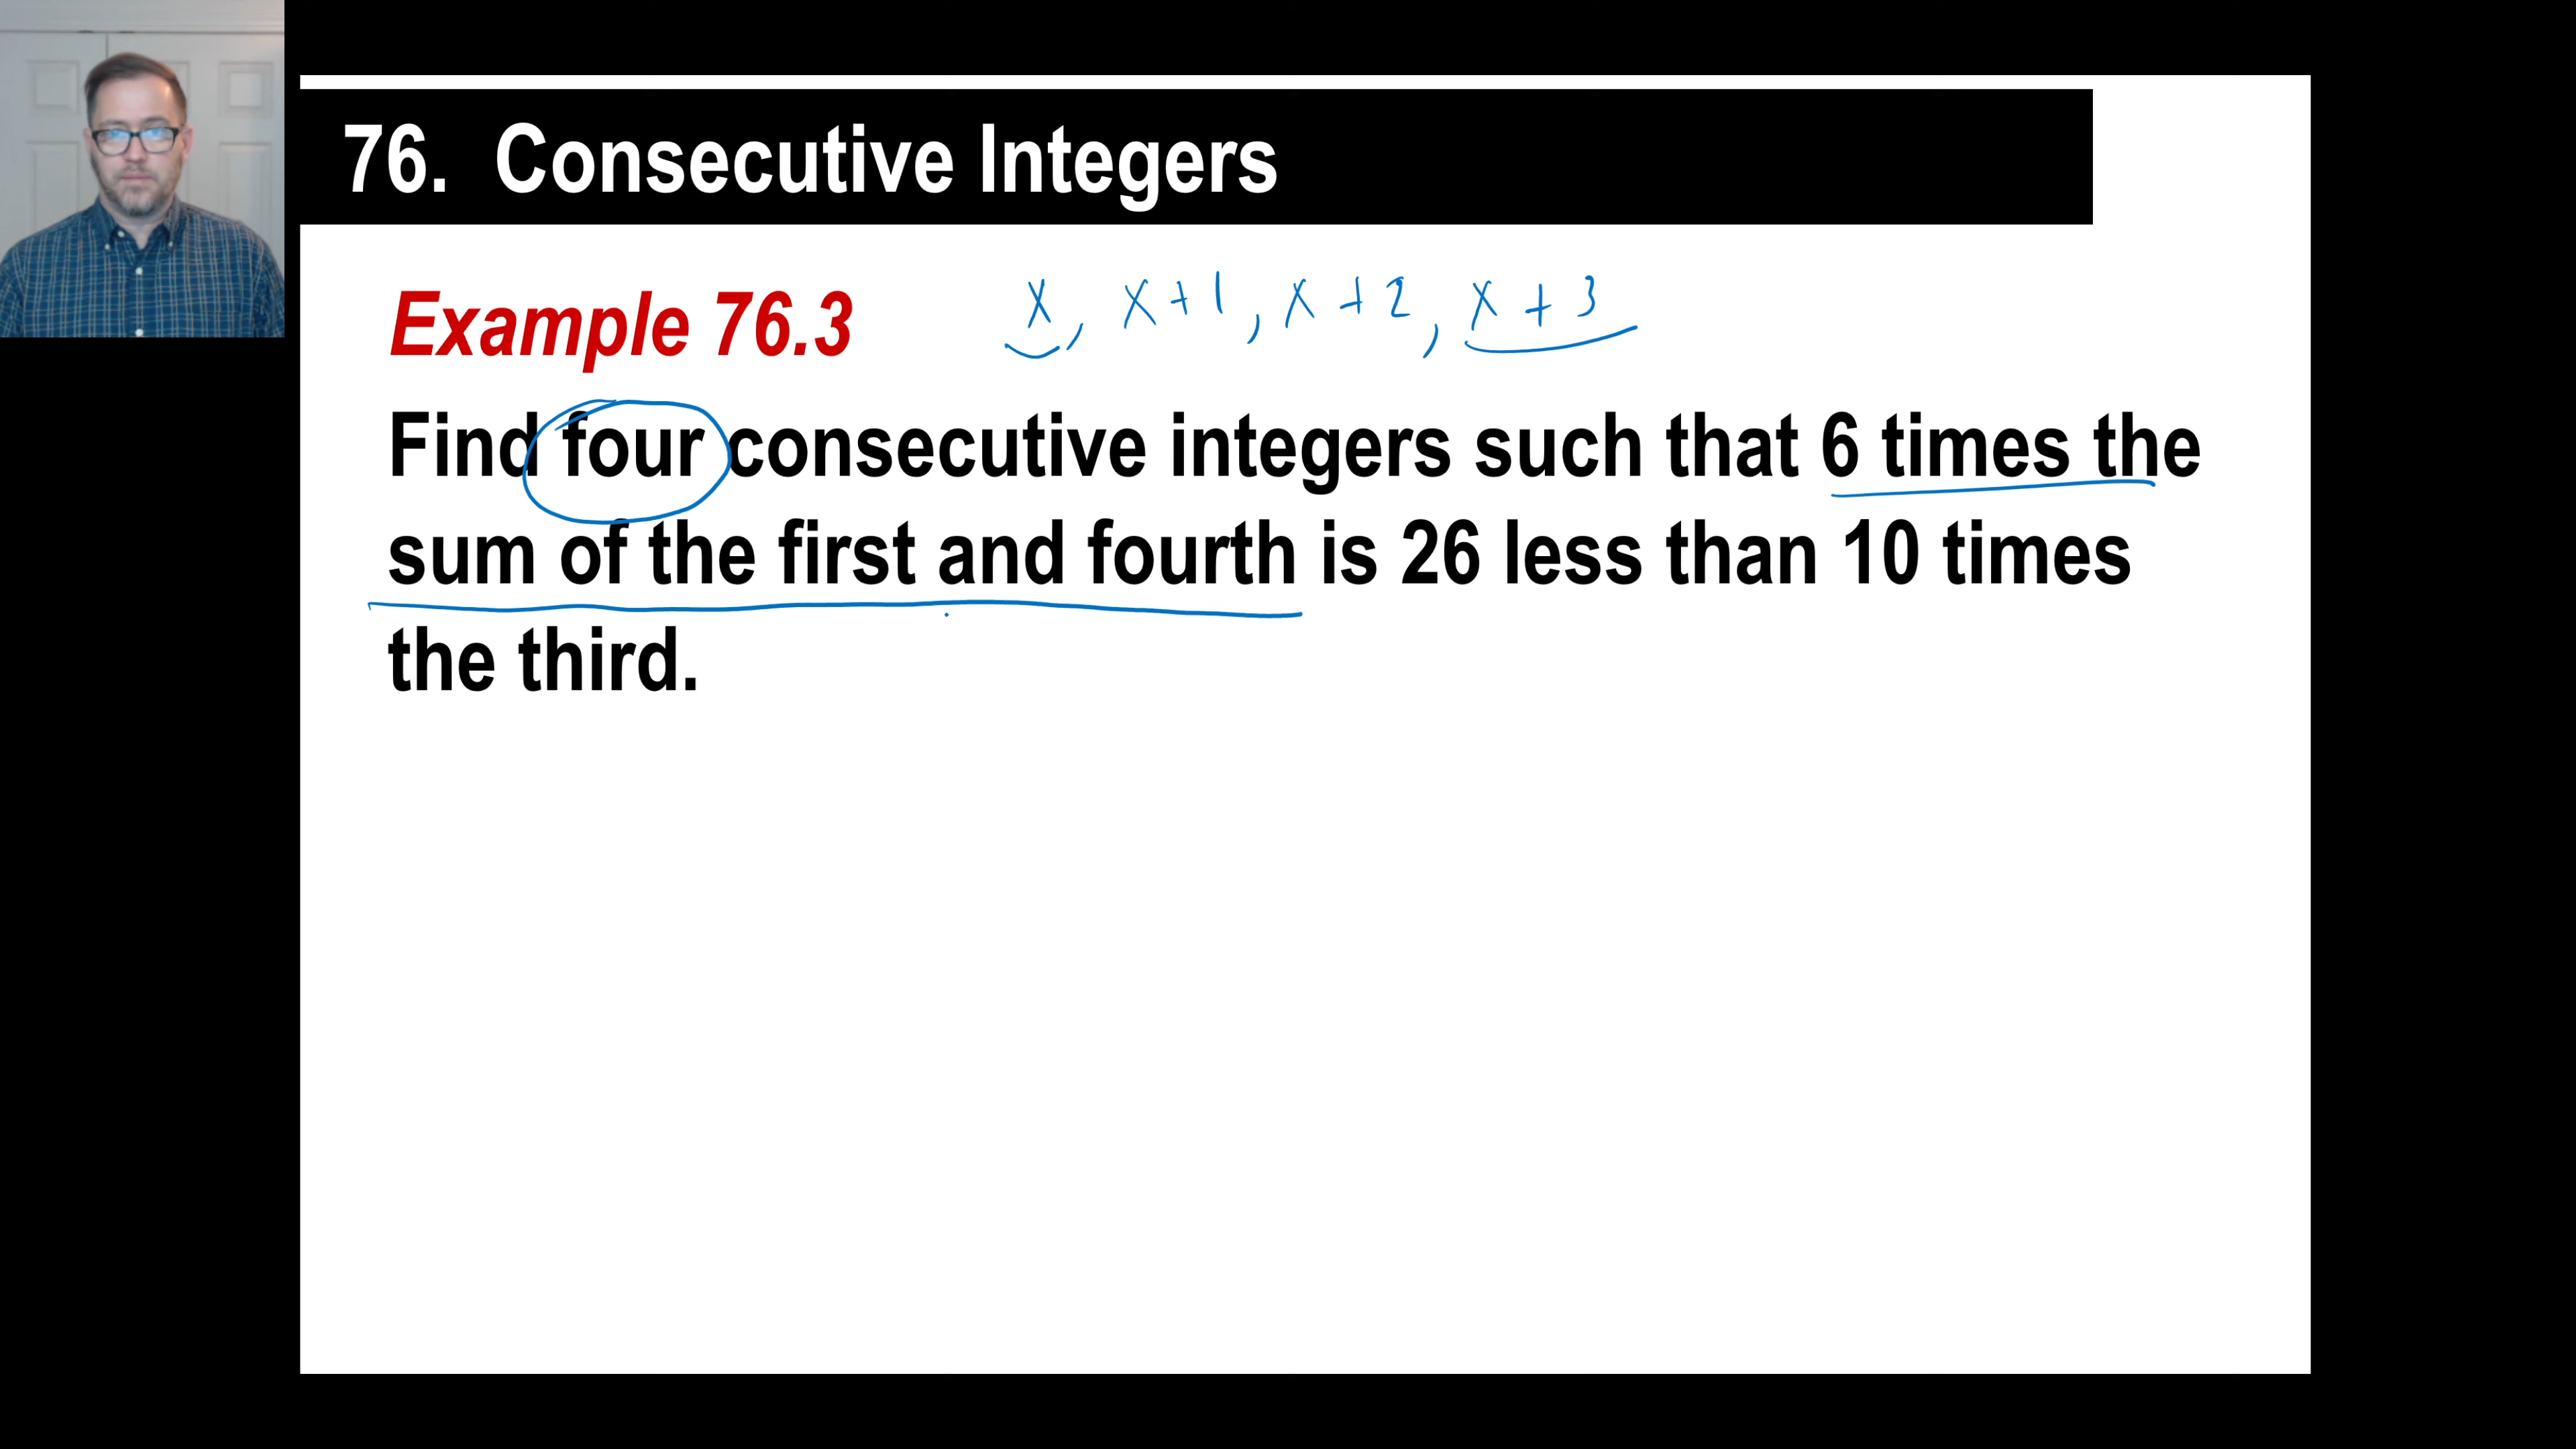 76. Consecutive Integers
Example 76.3
x, x+1, x+2, x+3
Find four consecutive integers such that 6 times the
sum of the first and fourth is 26 less than 10 times
the third.